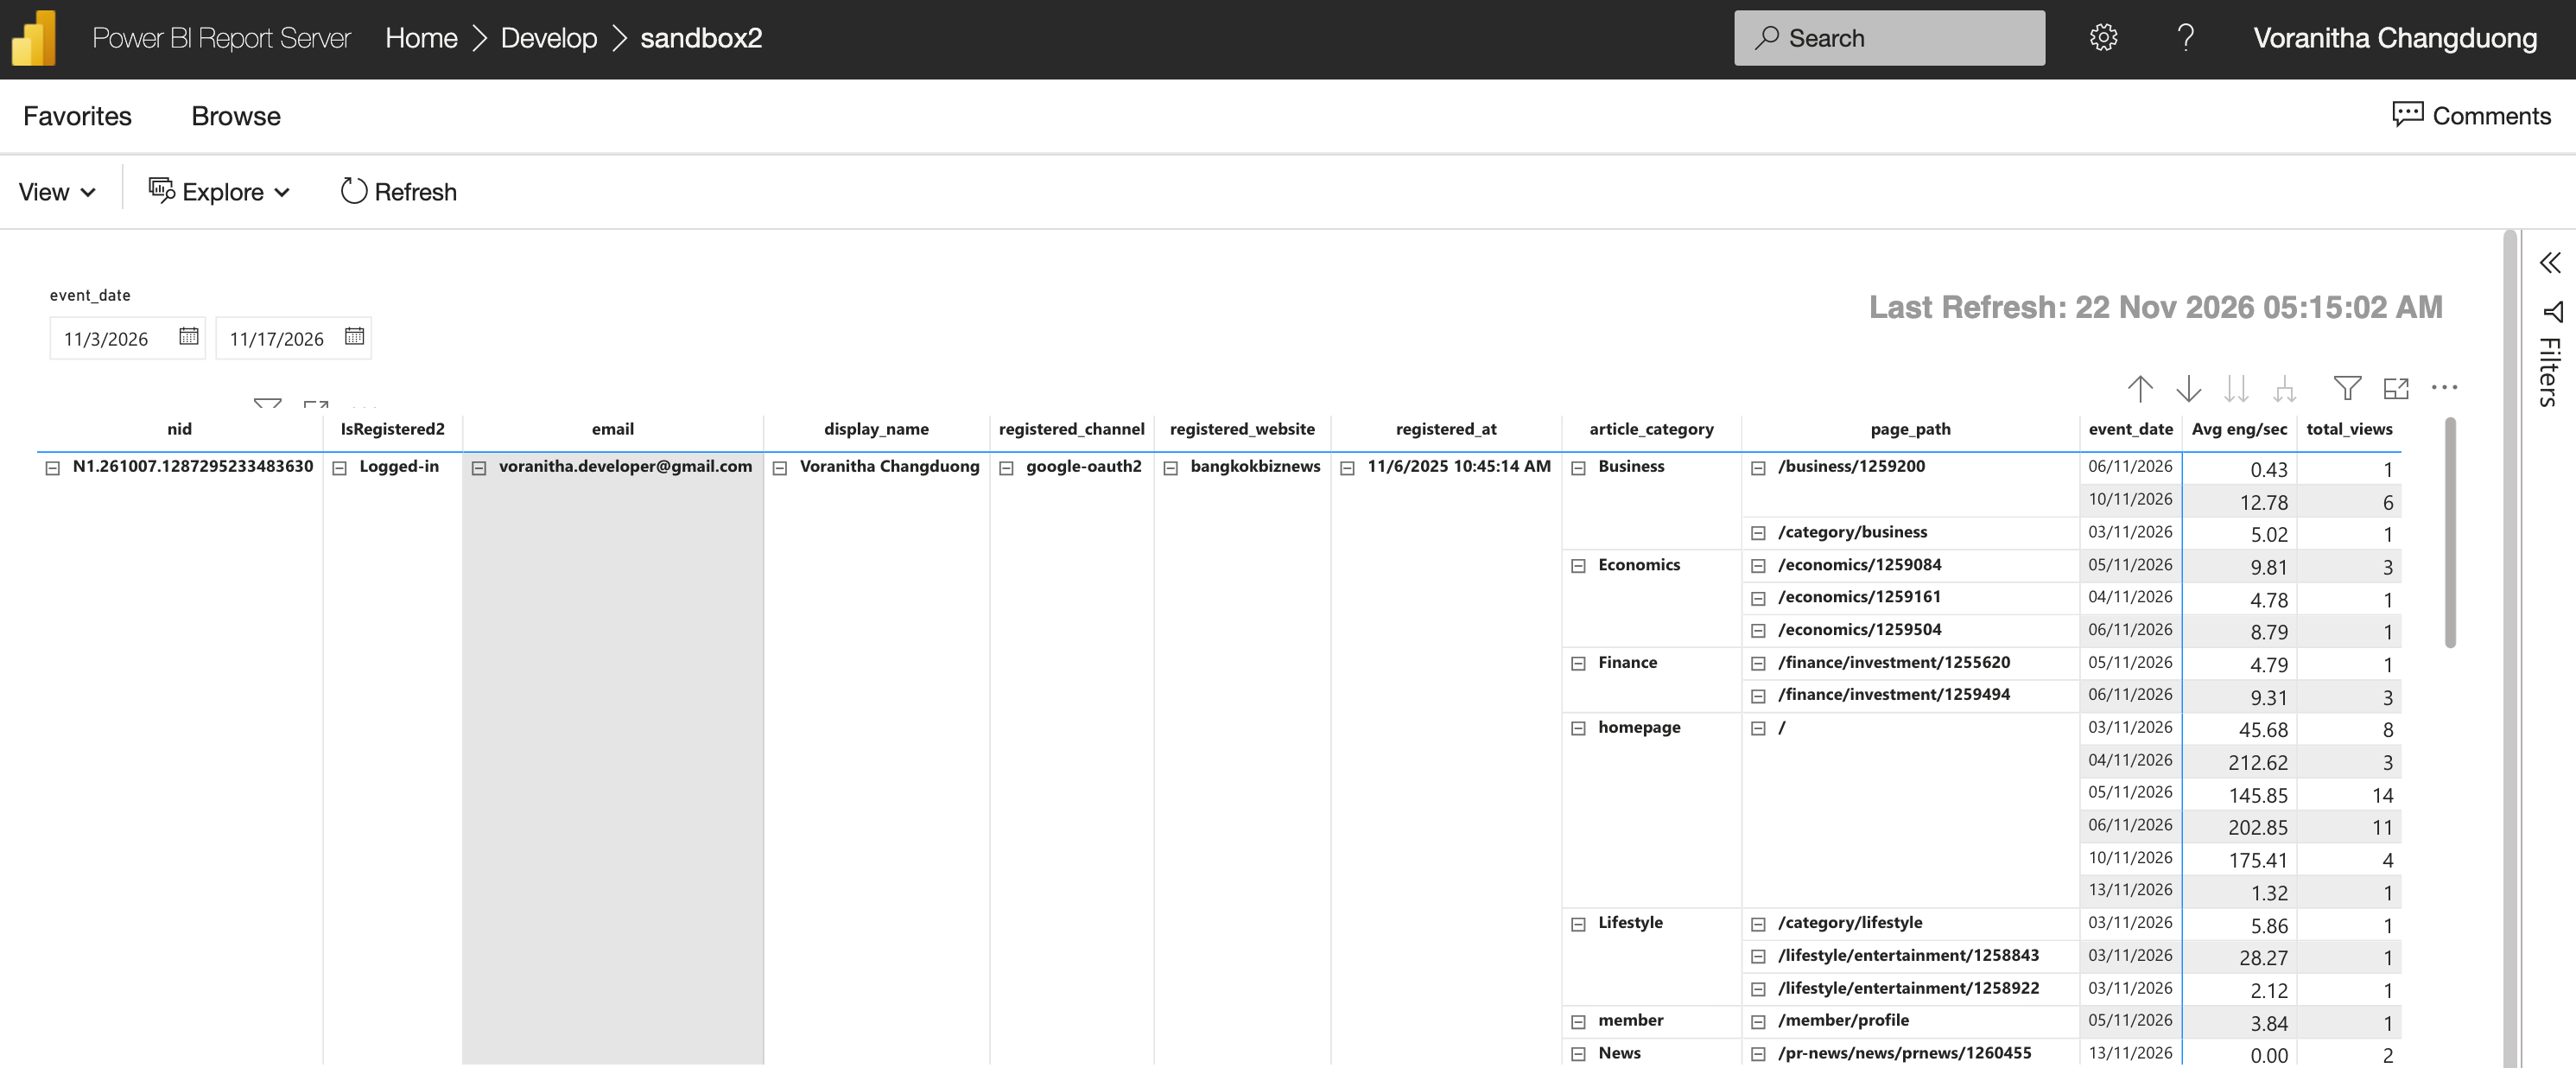 Power BI Report Server Home > Develop > sandbox2 Search ? Voranitha Changduong
Favorites Browse Comments
View Explore Refresh
event_date
11/3/2026 11/17/2026
Last Refresh: 22 Nov 2026 05:15:02 AM
Filters
nid IsRegistered2 email display_name registered_channel registered_website registered_at article_category page_path event_date Avg eng/sec total_views
N1.261007.1287295233483630 Logged-in voranitha.developer@gmail.com Voranitha Changduong google-oauth2 bangkokbiznews 11/6/2025 10:45:14 AM Business /business/1259200 06/11/2026 0.43 1
10/11/2026 12.78 6
/category/business 03/11/2026 5.02 1
Economics /economics/1259084 05/11/2026 9.81 3
/economics/1259161 04/11/2026 4.78 1
/economics/1259504 06/11/2026 8.79 1
Finance /finance/investment/1255620 05/11/2026 4.79 1
/finance/investment/1259494 06/11/2026 9.31 3
homepage / 03/11/2026 45.68 8
04/11/2026 212.62 3
05/11/2026 145.85 14
06/11/2026 202.85 11
10/11/2026 175.41 4
13/11/2026 1.32 1
Lifestyle /category/lifestyle 03/11/2026 5.86 1
/lifestyle/entertainment/1258843 03/11/2026 28.27 1
/lifestyle/entertainment/1258922 03/11/2026 2.12 1
member /member/profile 05/11/2026 3.84 1
News /pr-news/news/prnews/1260455 13/11/2026 0.00 2